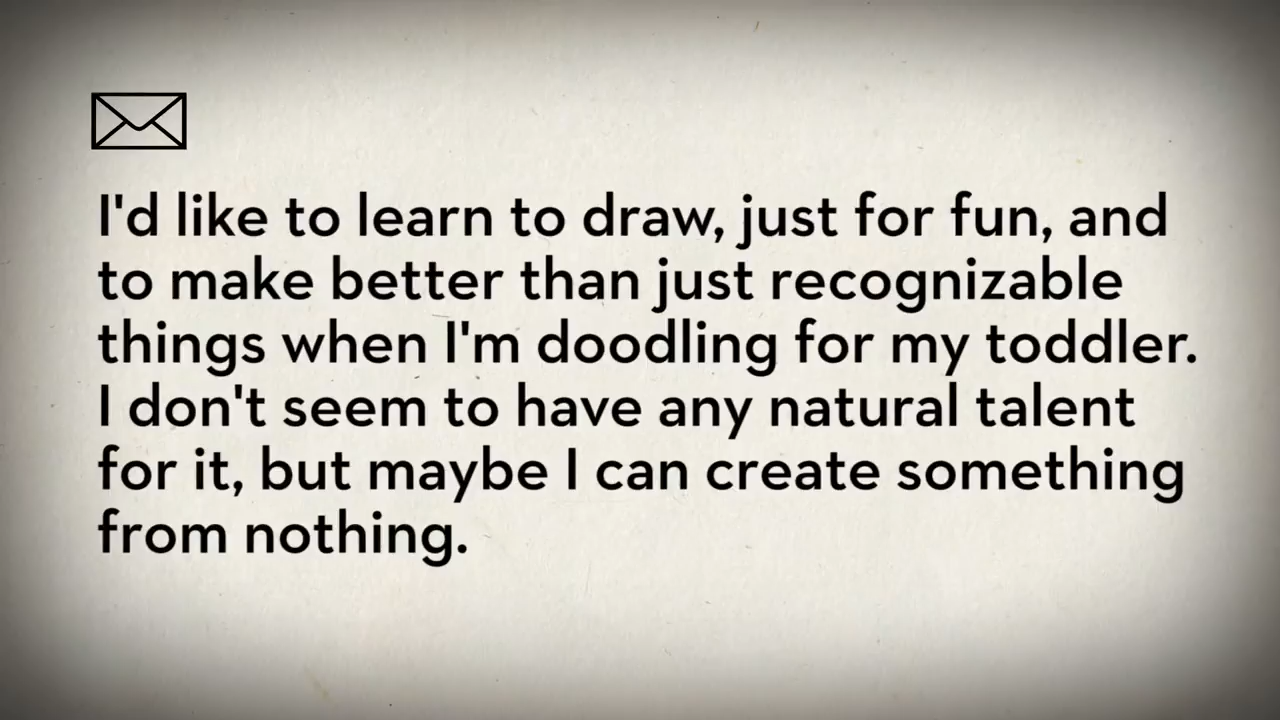 I'd like to learn to draw, just for fun, and
to make better than just recognizable
things when I'm doodling for my toddler.
I don't seem to have any natural talent
for it, but maybe I can create something
from nothing.